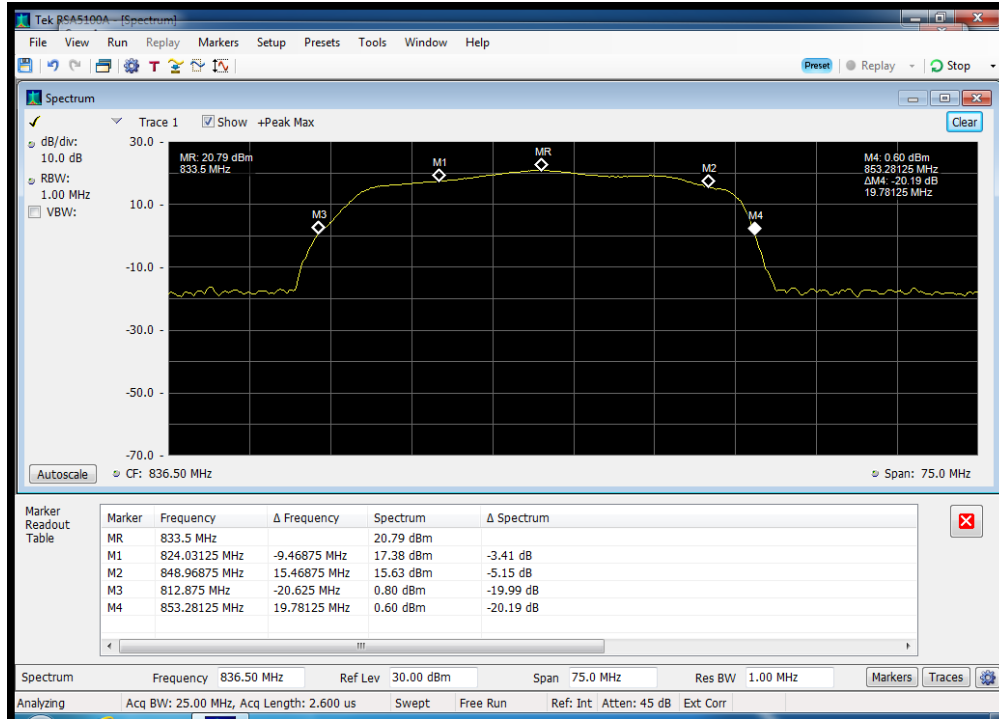 Tek RSA5100A - [Spectrum]
File View Run Replay Markers Setup Presets Tools Window Help
T Preset Replay Stop
Spectrum
Trace 1 Show +Peak Max Clear
dB/div:
10.0 dB
RBW:
1.00 MHz
VBW:
30.0
10.0
-10.0
-30.0
-50.0
-70.0
MR: 20.79 dBm
833.5 MHz
M3
M1
MR
M2
M4
M4: 0.60 dBm
853.28125 MHz
ΔM4: -20.19 dB
19.78125 MHz
Autoscale CF: 836.50 MHz Span: 75.0 MHz
Marker
Readout
Table
Marker Frequency Δ Frequency Spectrum Δ Spectrum
MR 833.5 MHz 20.79 dBm
M1 824.03125 MHz -9.46875 MHz 17.38 dBm -3.41 dB
M2 848.96875 MHz 15.46875 MHz 15.63 dBm -5.15 dB
M3 812.875 MHz -20.625 MHz 0.80 dBm -19.99 dB
M4 853.28125 MHz 19.78125 MHz 0.60 dBm -20.19 dB
Spectrum Frequency 836.50 MHz Ref Lev 30.00 dBm Span 75.0 MHz Res BW 1.00 MHz Markers Traces
Analyzing Acq BW: 25.00 MHz, Acq Length: 2.600 us Swept Free Run Ref: Int Atten: 45 dB Ext Corr